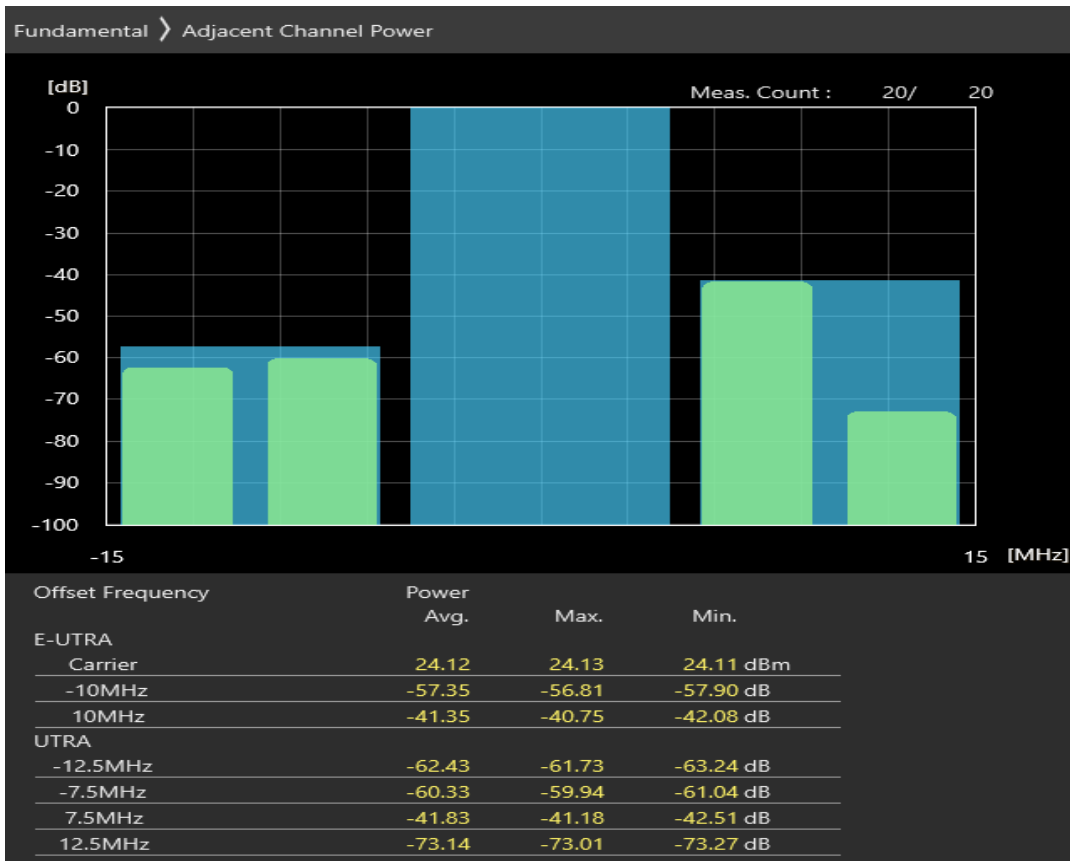 Fundamental 〉 Adjacent Channel Power
[dB]
Meas. Count : 20/ 20
0
-10
-20
-30
-40
-50
-60
-70
-80
-90
-100
-15 15 [MHz]
Offset Frequency Power
Avg. Max. Min.
E-UTRA
Carrier 24.12 24.13 24.11 dBm
-10MHz -57.35 -56.81 -57.90 dB
10MHz -41.35 -40.75 -42.08 dB
UTRA
-12.5MHz -62.43 -61.73 -63.24 dB
-7.5MHz -60.33 -59.94 -61.04 dB
7.5MHz -41.83 -41.18 -42.51 dB
12.5MHz -73.14 -73.01 -73.27 dB